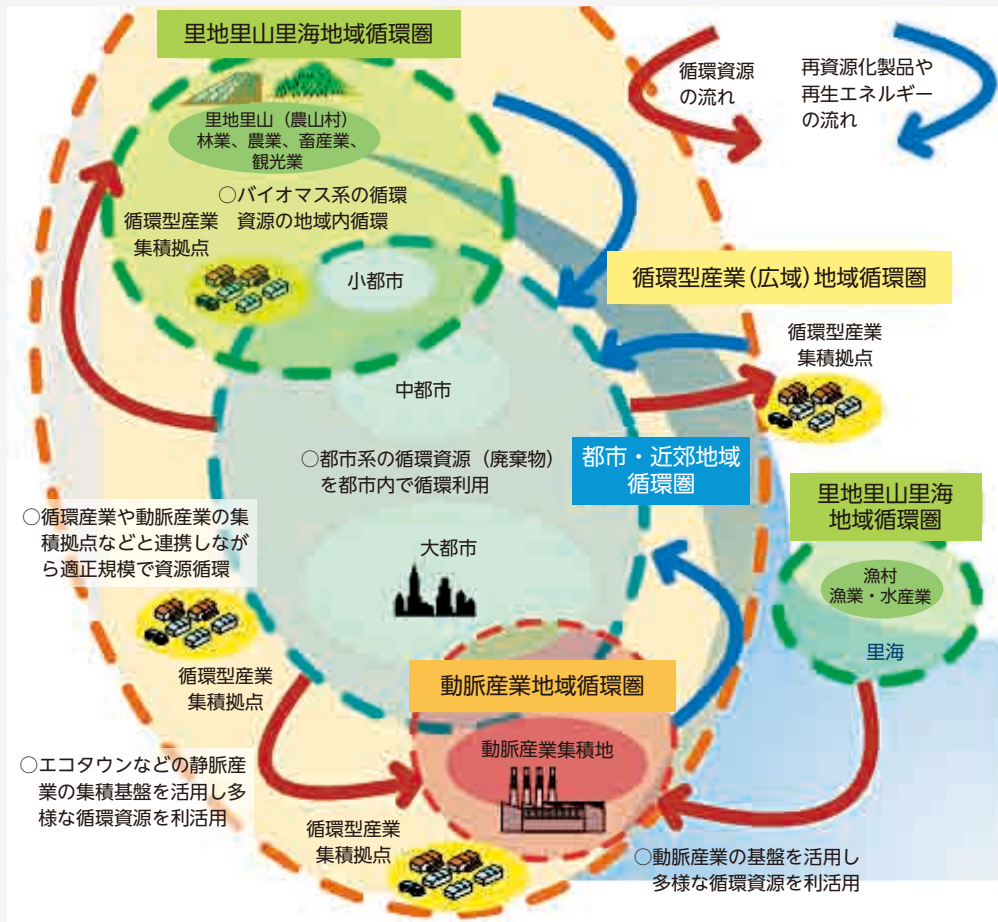 里地里山里海地域循環圏
循環資源
の流れ
再資源化製品や
再生エネルギー
の流れ
里地里山（農山村）
林業、農業、畜産業、
観光業
○バイオマス系の循環
資源の地域内循環
循環型産業
集積拠点
小都市
循環型産業（広域）地域循環圏
循環型産業
集積拠点
中都市
○都市系の循環資源（廃棄物）
を都市内で循環利用
都市・近郊地域
循環圏
里地里山里海
地域循環圏
○循環産業や動脈産業の集
積拠点などと連携しなが
ら適正規模で資源循環
大都市
漁村
漁業・水産業
里海
循環型産業
集積拠点
動脈産業地域循環圏
動脈産業集積地
○エコタウンなどの静脈産
業の集積基盤を活用し多
様な循環資源を利活用
循環型産業
集積拠点
○動脈産業の基盤を活用し
多様な循環資源を利活用